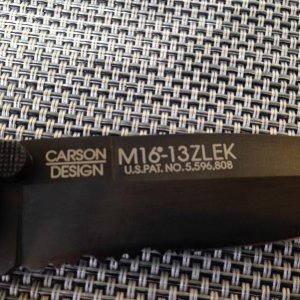 CARSON
DESIGN
M16®-13ZLEK
U.S.PAT. NO. 5,596,808